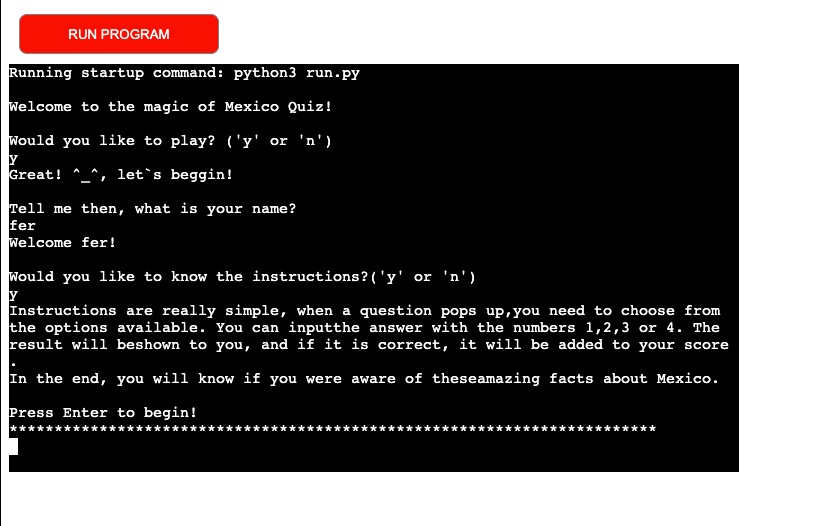 RUN PROGRAM
Running startup command: python3 run.py
Welcome to the magic of Mexico Quiz!
Would you like to play? ('y' or 'n')
y
Great! ^_^, let`s beggin!
Tell me then, what is your name?
fer
Welcome fer!
Would you like to know the instructions?('y' or 'n')
y
Instructions are really simple, when a question pops up,you need to choose from
the options available. You can inputthe answer with the numbers 1,2,3 or 4. The
result will beshown to you, and if it is correct, it will be added to your score
.
In the end, you will know if you were aware of theseamazing facts about Mexico.
Press Enter to begin!
************************************************************************